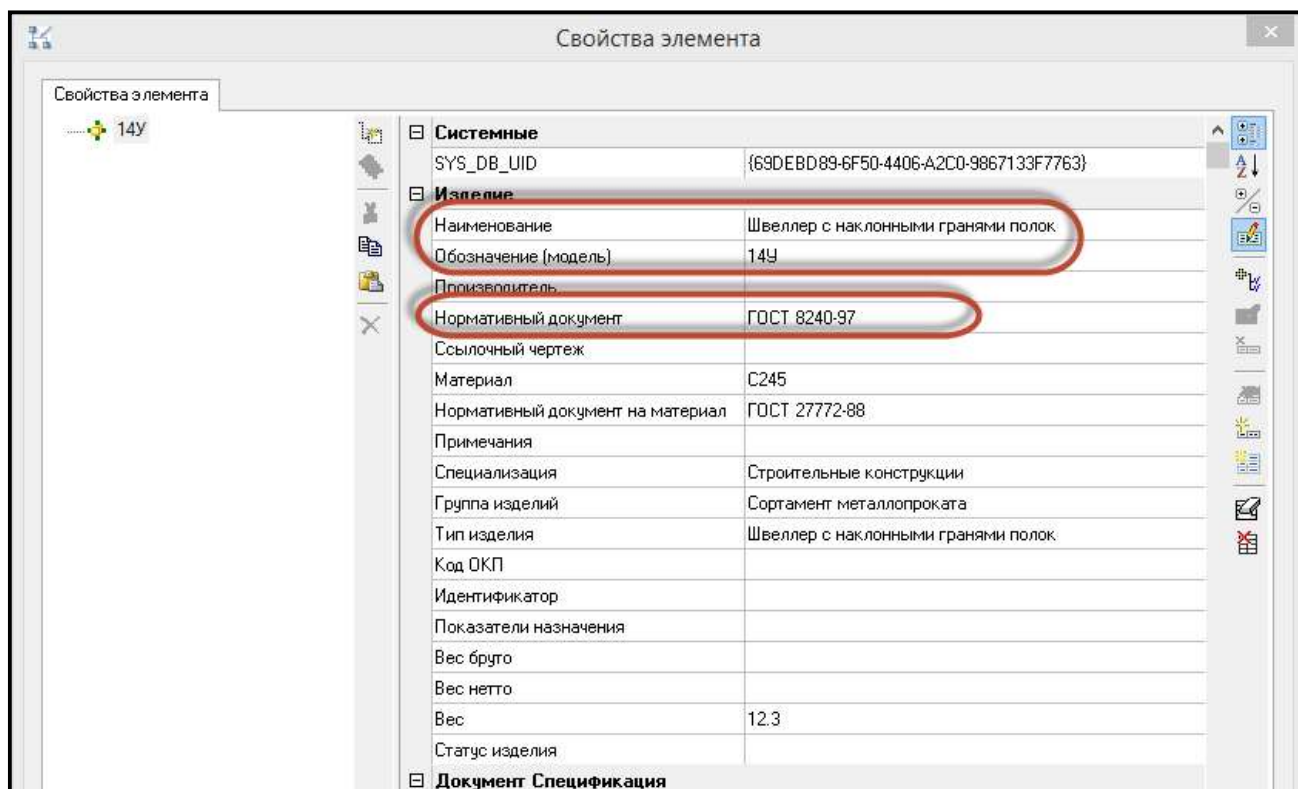 Свойства элемента
Свойства элемента
14У
Системные
SYS_DB_UID {69DEBD89-6F50-4406-A2C0-9867133F7763}
Изделие
Наименование Швеллер с наклонными гранями полок
Обозначение (модель) 14У
Производитель
Нормативный документ ГОСТ 8240-97
Ссылочный чертеж
Материал С245
Нормативный документ на материал ГОСТ 27772-88
Примечания
Специализация Строительные конструкции
Группа изделий Сортамент металлопроката
Тип изделия Швеллер с наклонными гранями полок
Код ОКП
Идентификатор
Показатели назначения
Вес бруто
Вес нетто
Вес 12.3
Статус изделия
Документ Спецификация